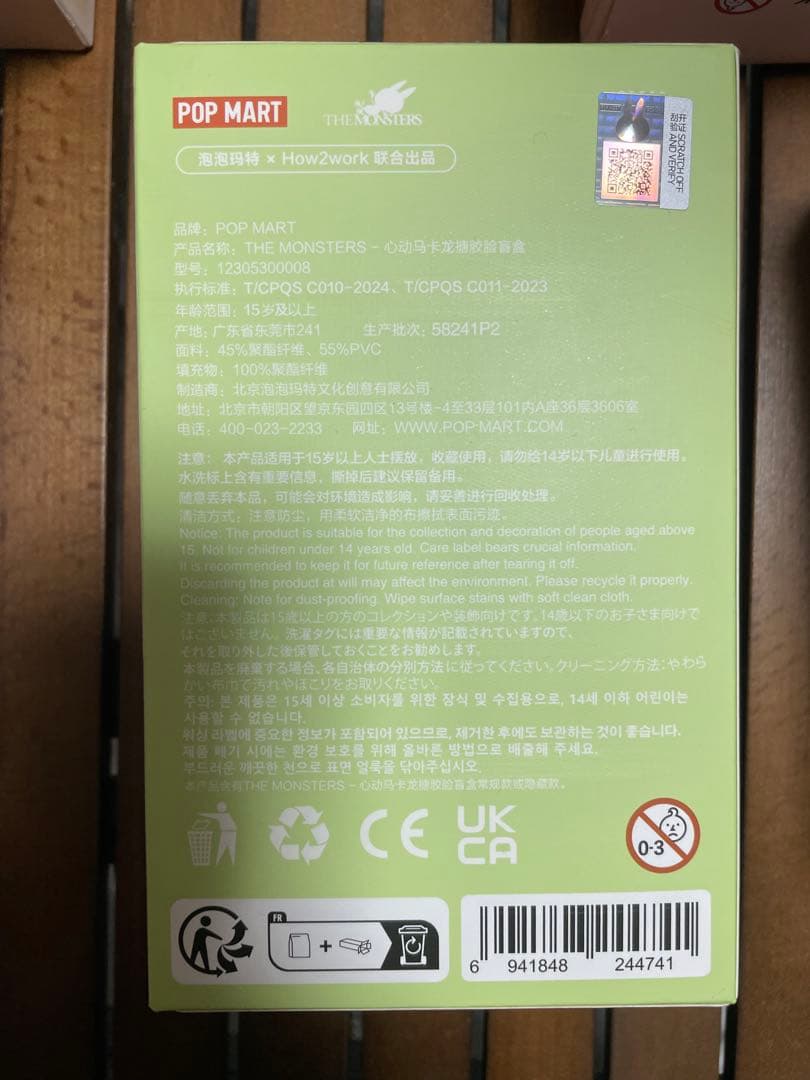 POP MART
THE MONSTERS
泡泡玛特 × How2work 联合出品
开证 SCRATCH OFF
刮验 AND VERIFY
品牌：POP MART
产品名称：THE MONSTERS - 心动马卡龙搪胶脸盲盒
型号：12305300008
执行标准：T/CPQS C010-2024、T/CPQS C011-2023
年龄范围：15岁及以上
产地：广东省东莞市241 生产批次：58241P2
面料：45%聚酯纤维、55%PVC
填充物：100%聚酯纤维
制造商：北京泡泡玛特文化创意有限公司
地址：北京市朝阳区望京东园四区13号楼-4至33层101内A座36层3606室
电话：400-023-2233 网址：WWW.POPMART.COM
注意：本产品适用于15岁以上人士摆放，收藏使用，请勿给14岁以下儿童进行使用。
水洗标上含有重要信息，撕掉后建议保留备用。
随意丢弃本品，可能会对环境造成影响，请妥善进行回收处理。
清洁方式：注意防尘，用柔软洁净的布擦拭表面污迹。
Notice: The product is suitable for the collection and decoration of people aged above
15. Not for children under 14 years old. Care label bears crucial information.
It is recommended to keep it for future reference after tearing it off.
Discarding the product at will may affect the environment. Please recycle it properly.
Cleaning: Note for dust-proofing. Wipe surface stains with soft clean cloth.
注意：本製品は15歳以上の方のコレクションや装飾向けです。14歳以下のお子さま向けで
はございません。洗濯タグには重要な情報が記載されていますので、
それを取り外した後保管しておくことをお勧めします。
本製品を廃棄する場合、各自治体の分別方法に従ってください。クリーニング方法：やわら
かい布巾で汚れやほこりをお取りください。
주의: 본 제품은 15세 이상 소비자를 위한 장식 및 수집용으로, 14세 이하 어린이는
사용할 수 없습니다.
워싱 라벨에 중요한 정보가 포함되어 있으므로, 제거한 후에도 보관하는 것이 좋습니다.
제품 폐기 시에는 환경 보호를 위해 올바른 방법으로 배출해 주세요.
부드러운 깨끗한 천으로 표면 얼룩을 닦아주십시오.
本产品含有THE MONSTERS - 心动马卡龙搪胶脸盲盒常规款或隐藏款。
CE
UK
CA
0-3
FR
+
6 941848 244741